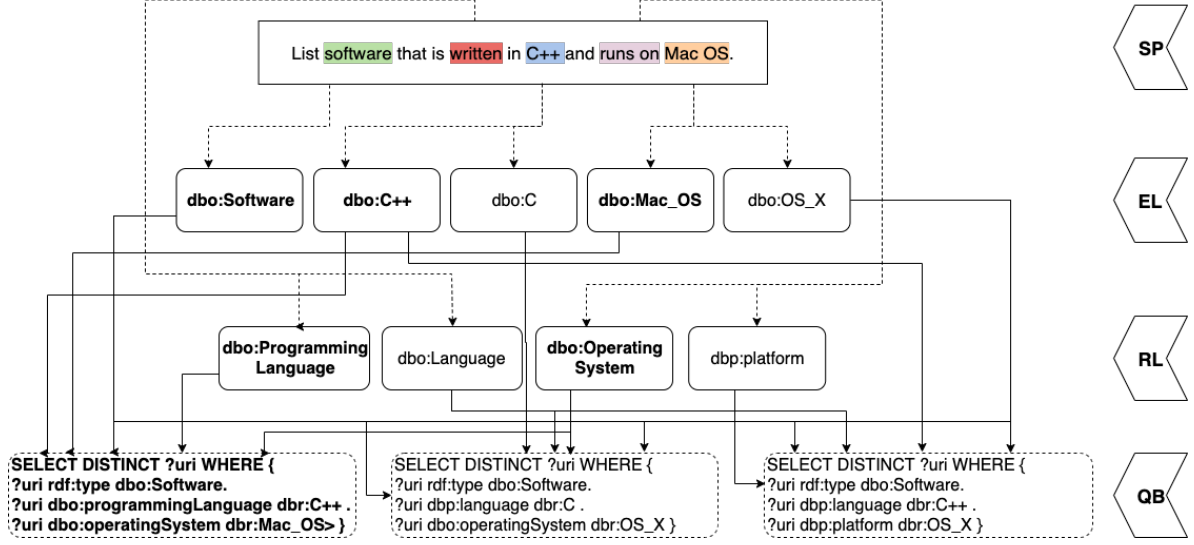 List software that is written in C++ and runs on Mac OS.
SP
dbo:Software
dbo:C++
dbo:C
dbo:Mac_OS
dbo:OS_X
EL
dbo:Programming
Language
dbo:Language
dbo:Operating
System
dbp:platform
RL
SELECT DISTINCT ?uri WHERE {
?uri rdf:type dbo:Software.
?uri dbo:programmingLanguage dbr:C++ .
?uri dbo:operatingSystem dbr:Mac_OS> }
SELECT DISTINCT ?uri WHERE {
?uri rdf:type dbo:Software.
?uri dbp:language dbr:C .
?uri dbo:operatingSystem dbr:OS_X }
SELECT DISTINCT ?uri WHERE {
?uri rdf:type dbo:Software.
?uri dbp:language dbr:C++ .
?uri dbp:platform dbr:OS_X }
QB